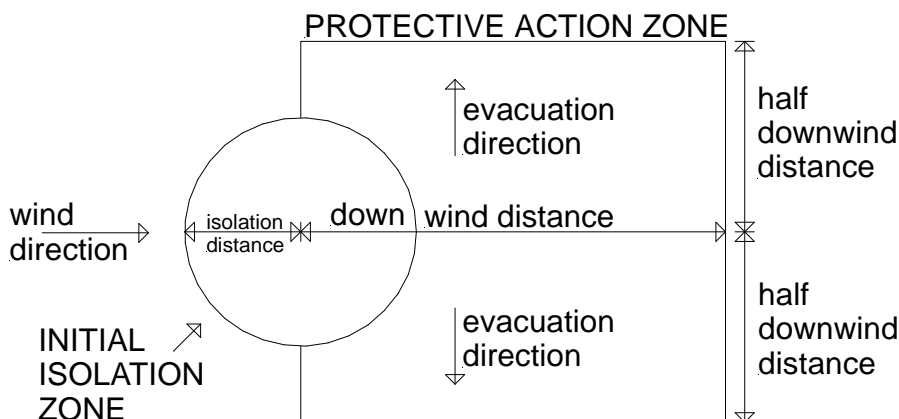 PROTECTIVE ACTION ZONE
evacuation
direction
half
downwind
distance
wind
direction
isolation
distance
down wind distance
evacuation
direction
half
downwind
distance
INITIAL
ISOLATION
ZONE